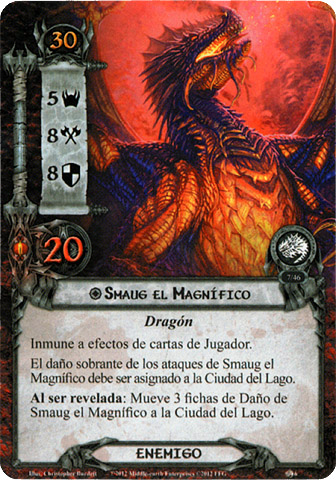 30
5
8
8
20
7/46
Smaug el Magnífico
Dragón
Inmune a efectos de cartas de Jugador.
El daño sobrante de los ataques de Smaug el
Magnífico debe ser asignado a la Ciudad del Lago.
Al ser revelada: Mueve 3 fichas de Daño de
Smaug el Magnífico a la Ciudad del Lago.
ENEMIGO
©2012 Middle-earth Enterprises ©2012 FFG